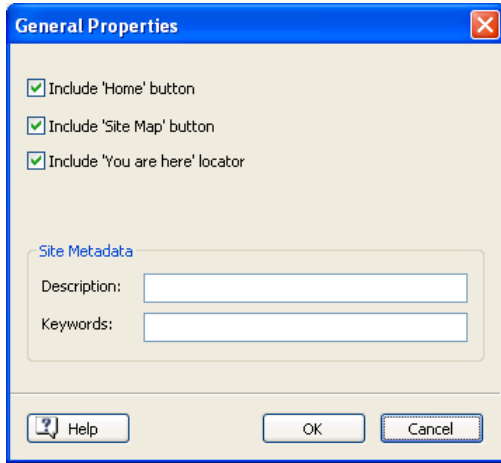 General Properties
Include 'Home' button
Include 'Site Map' button
Include 'You are here' locator
Site Metadata
Description:
Keywords:
Help OK Cancel